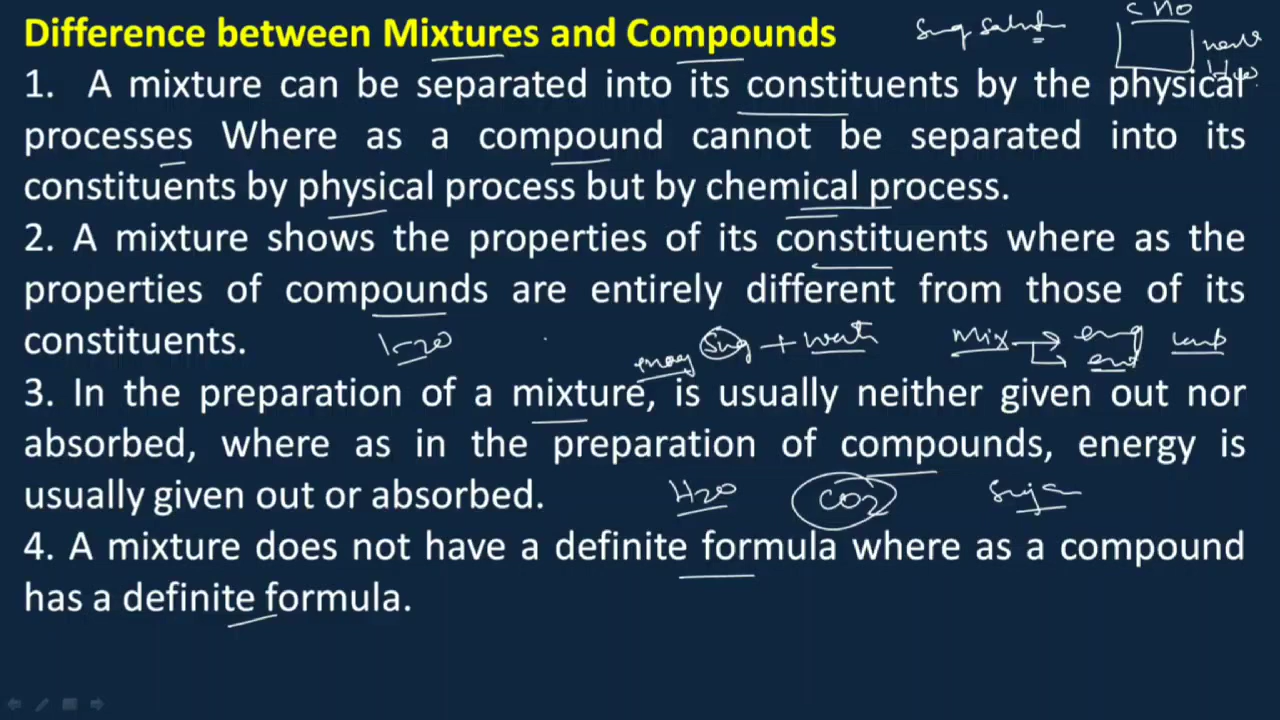 Difference between Mixtures and Compounds
CHO
1. A mixture can be separated into its constituents by the physical
processes Where as a compound cannot be separated into its
constituents by physical process but by chemical process.
2. A mixture shows the properties of its constituents where as the
properties of compounds are entirely different from those of its
constituents.
Mix
3. In the preparation of a mixture, is usually neither given out nor
absorbed, where as in the preparation of compounds, energy is
usually given out or absorbed.
H2O CO2
4. A mixture does not have a definite formula where as a compound
has a definite formula.